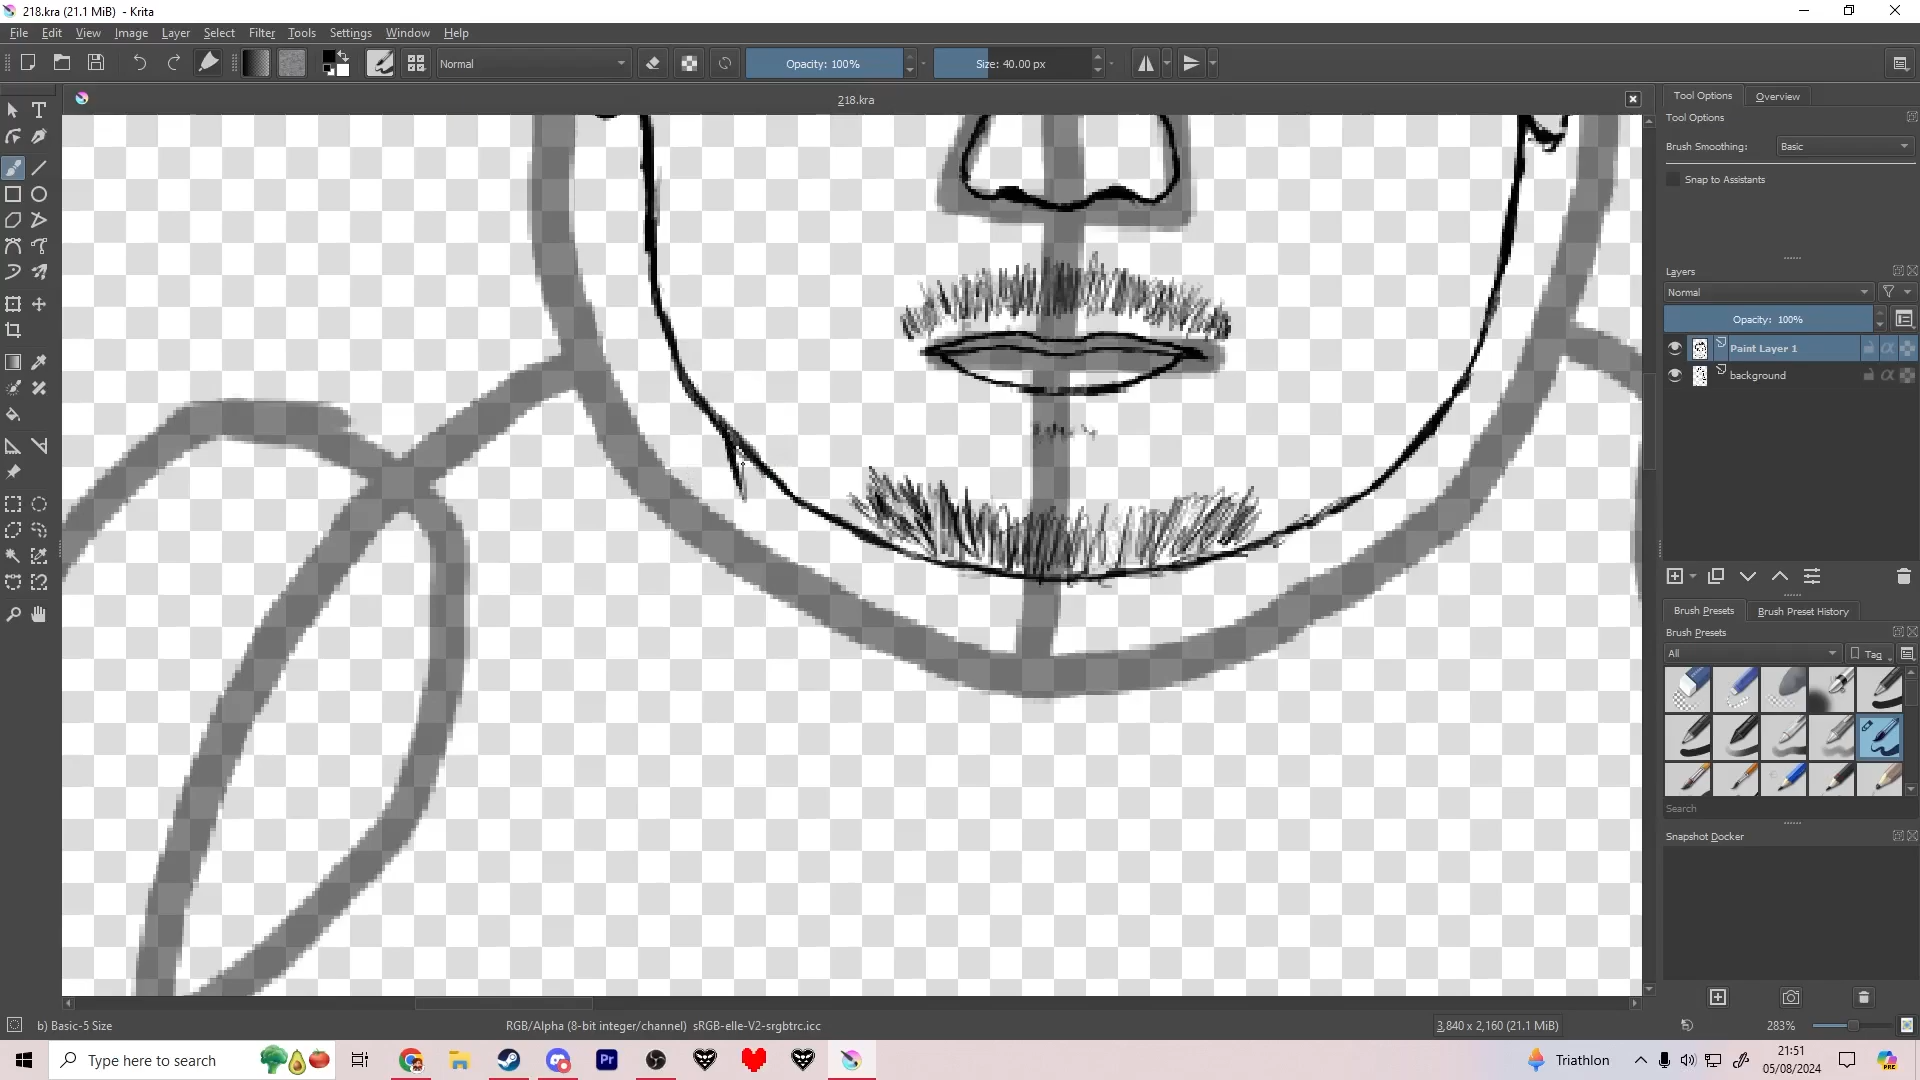 218.kra (21.1 MiB) - Krita
File Edit View Image Layer Select Filter Tools Settings Window Help
Normal
Opacity: 100%
Size: 40.00 px
218.kra
Tool Options
Overview
Tool Options
Brush Smoothing:
Basic
Snap to Assistants
Layers
Normal
Opacity: 100%
Paint Layer 1
background
Brush Presets
Brush Preset History
Brush Presets
All
Tag
Search
Snapshot Docker
b) Basic-5 Size
RGB/Alpha (8-bit integer/channel) sRGB-elle-V2-srgbtrc.icc
3,840 x 2,160 (21.1 MiB)
283%
Type here to search
Pr
Triathlon
21:51
05/08/2024
PRE